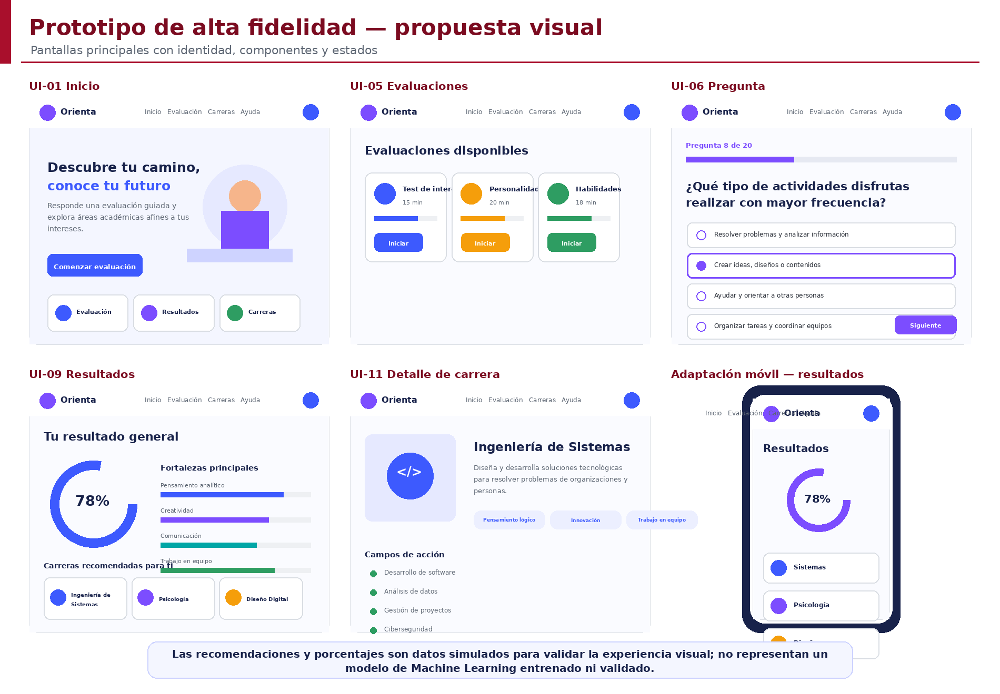 Prototipo de alta fidelidad — propuesta visual
Pantallas principales con identidad, componentes y estados
UI-01 Inicio
Orienta
Inicio Evaluación Carreras Ayuda
Descubre tu camino,
conoce tu futuro
Responde una evaluación guiada y
explora áreas académicas afines a tus
intereses.
Comenzar evaluación
Evaluación
Resultados
Carreras
UI-05 Evaluaciones
Orienta
Inicio Evaluación Carreras Ayuda
Evaluaciones disponibles
Test de
15 min
Iniciar
Personalidad
20 min
Iniciar
Habilidades
18 min
Iniciar
UI-06 Pregunta
Orienta
Inicio Evaluación Carreras Ayuda
Pregunta 8 de 20
¿Qué tipo de actividades disfrutas
realizar con mayor frecuencia?
Resolver problemas y analizar información
Crear ideas, diseños o contenidos
Ayudar y orientar a otras personas
Organizar tareas y coordinar equipos
Siguiente
UI-09 Resultados
Orienta
Inicio Evaluación Carreras Ayuda
Tu resultado general
78%
Fortalezas principales
Pensamiento analítico
Creatividad
Comunicación
Trabajo en equipo
Carreras recomendadas para ti
Ingeniería de
Sistemas
Psicología
Diseño Digital
UI-11 Detalle de carrera
Orienta
Inicio Evaluación Carreras Ayuda
</>
Ingeniería de Sistemas
Diseña y desarrolla soluciones tecnológicas
para resolver problemas de organizaciones y
personas.
Pensamiento lógico
Innovación
Trabajo en equipo
Campos de acción
Desarrollo de software
Análisis de datos
Gestión de proyectos
Ciberseguridad
Adaptación móvil — resultados
Orienta
Inicio Evaluación Carreras Ayuda
Resultados
78%
Sistemas
Psicología
Las recomendaciones y porcentajes son datos simulados para validar la experiencia visual; no representan un
modelo de Machine Learning entrenado ni validado.